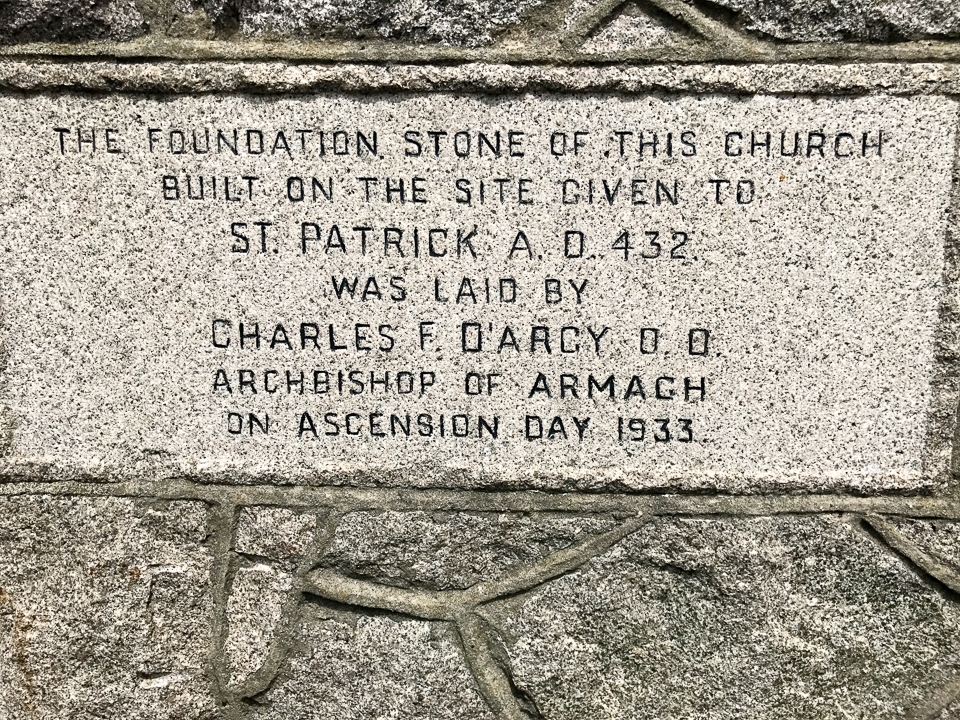 THE FOUNDATION STONE OF THIS CHURCH
BUILT ON THE SITE GIVEN TO
ST. PATRICK A.D. 432.
WAS LAID BY
CHARLES F. D'ARCY D.D.
ARCHBISHOP OF ARMAGH
ON ASCENSION DAY 1933.